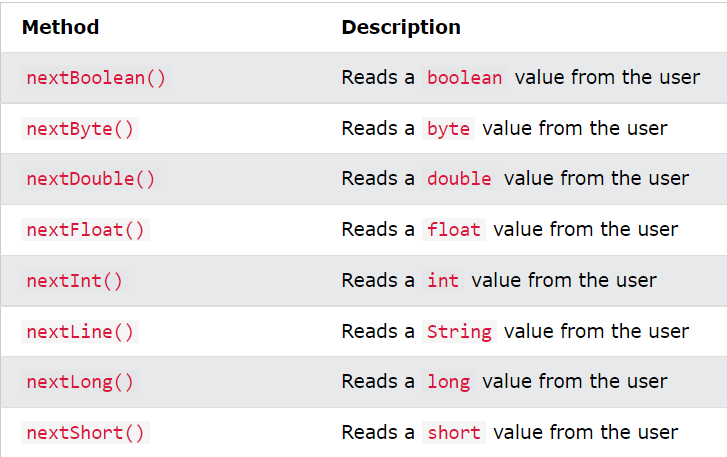 Method Description
nextBoolean() Reads a boolean value from the user
nextByte() Reads a byte value from the user
nextDouble() Reads a double value from the user
nextFloat() Reads a float value from the user
nextInt() Reads a int value from the user
nextLine() Reads a String value from the user
nextLong() Reads a long value from the user
nextShort() Reads a short value from the user